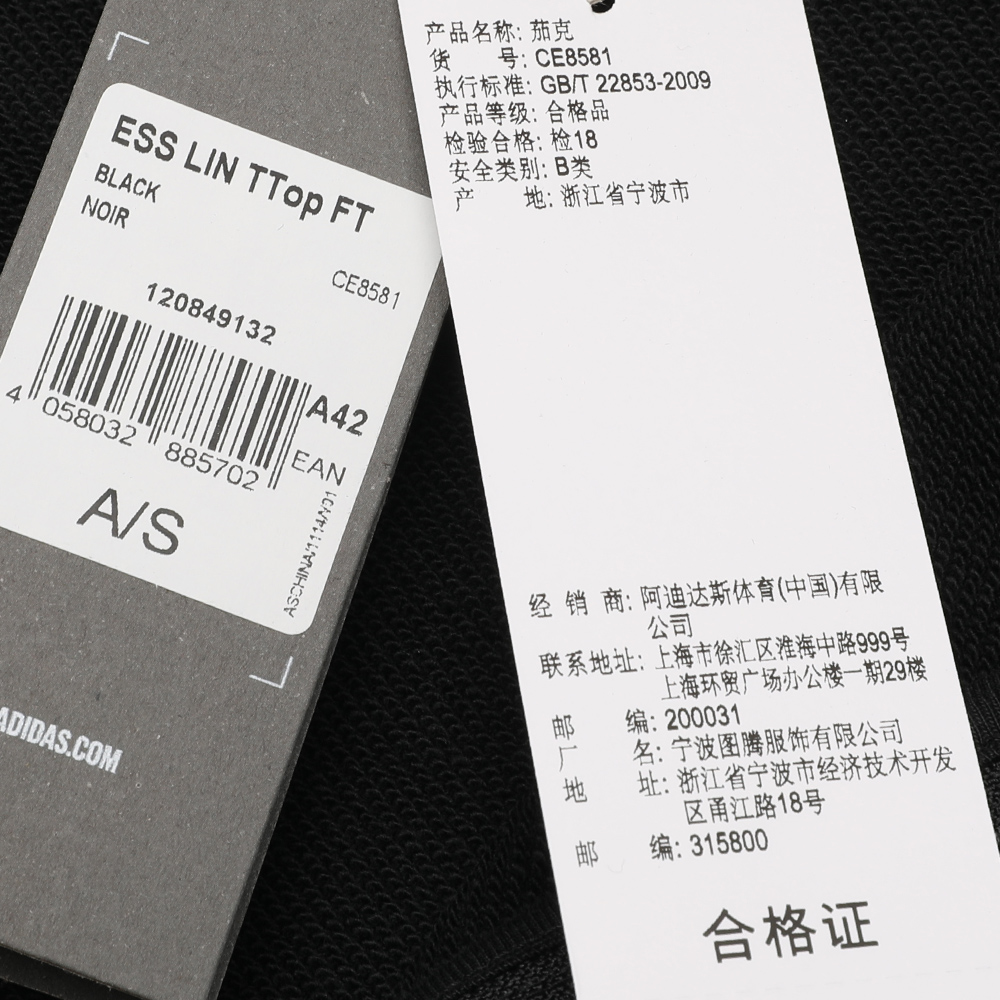 ESS LIN TTop FT
BLACK
NOIR
CE8581
120849132
A42
4 058032 885702
EAN
A/S
ASCHINA/1114/V01
ADIDAS.COM
产品名称: 茄克
货 号: CE8581
执行标准: GB/T 22853-2009
产品等级: 合格品
检验合格: 检18
安全类别: B类
产 地: 浙江省宁波市
经 销 商: 阿迪达斯体育(中国)有限
公司
联系地址: 上海市徐汇区淮海中路999号
上海环贸广场办公楼一期29楼
邮 编: 200031
厂 名: 宁波图腾服饰有限公司
地 址: 浙江省宁波市经济技术开发
区甬江路18号
邮 编: 315800
合格证